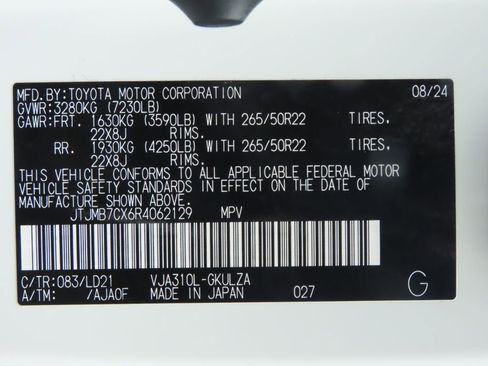 MFD.BY:TOYOTA MOTOR CORPORATION 08/24
GVWR:3280KG (7230LB)
GAWR:FRT. 1630KG (3590LB) WITH 265/50R22 TIRES.
22X8J RIMS.
RR. 1930KG (4250LB) WITH 265/50R22 TIRES.
22X8J RIMS.
THIS VEHICLE CONFORMS TO ALL APPLICABLE FEDERAL MOTOR
VEHICLE SAFETY STANDARDS IN EFFECT ON THE DATE OF
MANUFACTURE SHOWN ABOVE.
JTJMB7CX6R4062129 MPV
C/TR:083/LD21 VJA310L-GKULZA
A/TM: /AJA0F MADE IN JAPAN 027 G